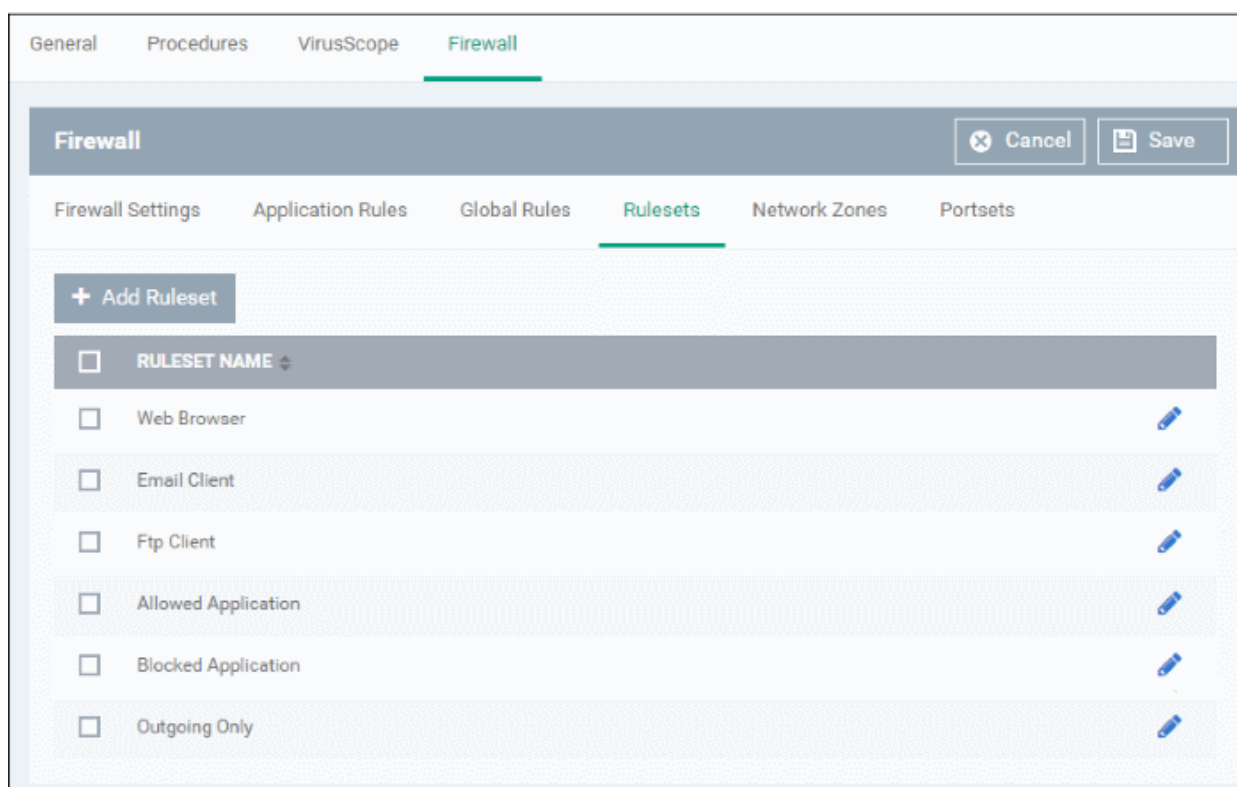 General Procedures VirusScope Firewall
Firewall Cancel Save
Firewall Settings Application Rules Global Rules Rulesets Network Zones Portsets
+ Add Ruleset
RULESET NAME
Web Browser
Email Client
Ftp Client
Allowed Application
Blocked Application
Outgoing Only